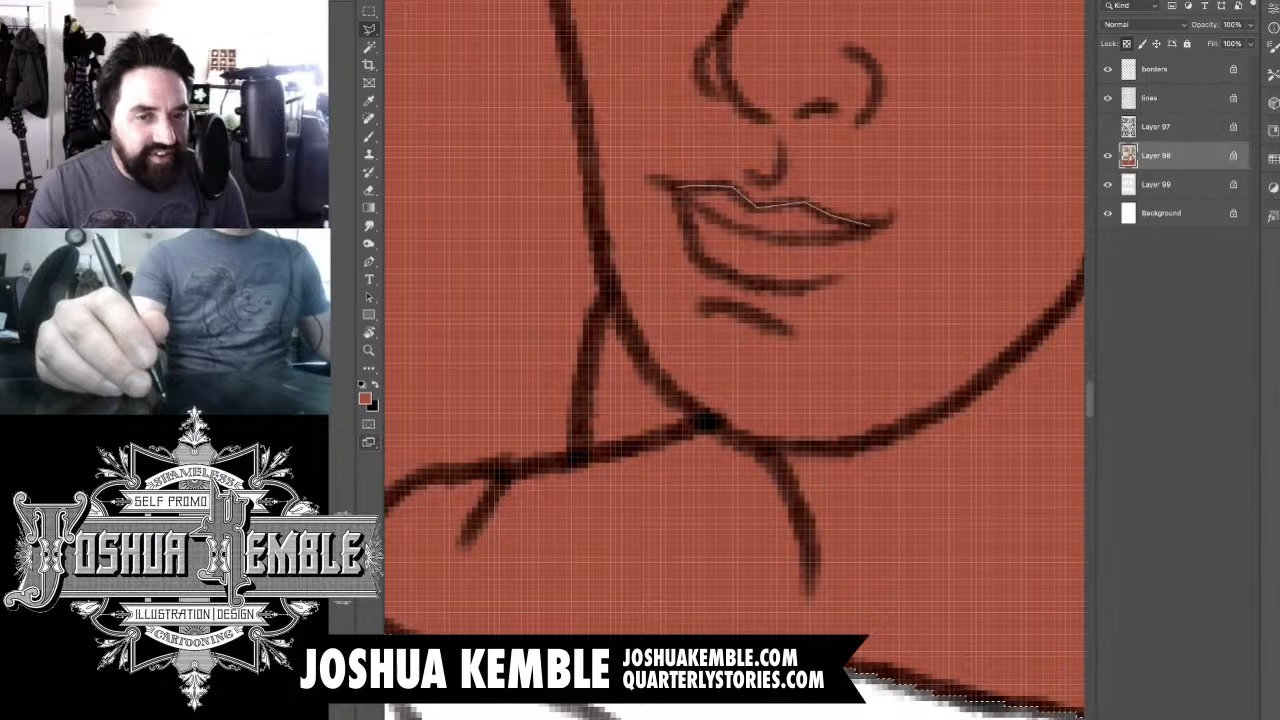 Kind
Normal
Opacity: 100%
Lock:
Fill: 100%
borders
lines
Layer 97
Layer 98
Layer 99
Background
SHAMELESS
SELF PROMO
JOSHUA KEMBLE
ILLUSTRATION|DESIGN
CARTOONING
JOSHUA KEMBLE
JOSHUAKEMBLE.COM
QUARTERLYSTORIES.COM